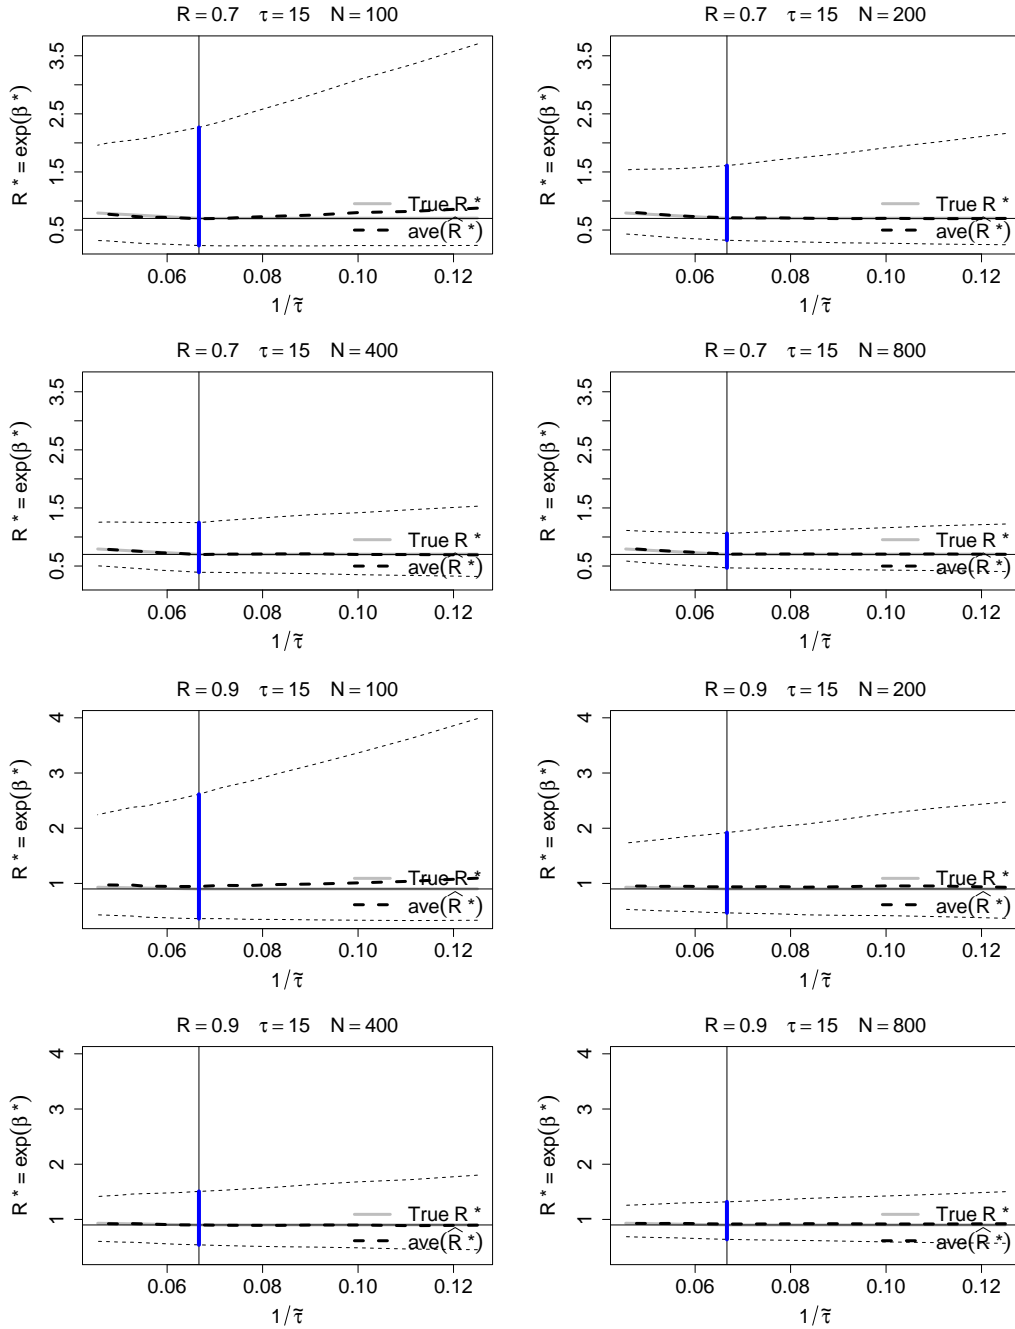 R = 0.7 τ = 15 N = 100
R * = exp(β *)
3.5
2.5
1.5
0.5
True R *
ave(R̂ *)
0.06 0.08 0.10 0.12
1/τ̃
R = 0.7 τ = 15 N = 200
R * = exp(β *)
3.5
2.5
1.5
0.5
True R *
ave(R̂ *)
0.06 0.08 0.10 0.12
1/τ̃
R = 0.7 τ = 15 N = 400
R * = exp(β *)
3.5
2.5
1.5
0.5
True R *
ave(R̂ *)
0.06 0.08 0.10 0.12
1/τ̃
R = 0.7 τ = 15 N = 800
R * = exp(β *)
3.5
2.5
1.5
0.5
True R *
ave(R̂ *)
0.06 0.08 0.10 0.12
1/τ̃
R = 0.9 τ = 15 N = 100
R * = exp(β *)
4
3
2
1
True R *
ave(R̂ *)
0.06 0.08 0.10 0.12
1/τ̃
R = 0.9 τ = 15 N = 200
R * = exp(β *)
4
3
2
1
True R *
ave(R̂ *)
0.06 0.08 0.10 0.12
1/τ̃
R = 0.9 τ = 15 N = 400
R * = exp(β *)
4
3
2
1
True R *
ave(R̂ *)
0.06 0.08 0.10 0.12
1/τ̃
R = 0.9 τ = 15 N = 800
R * = exp(β *)
4
3
2
1
True R *
ave(R̂ *)
0.06 0.08 0.10 0.12
1/τ̃